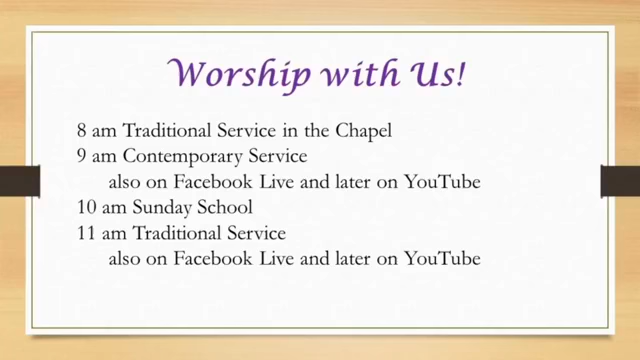 Worship with Us!
8 am Traditional Service in the Chapel
9 am Contemporary Service
also on Facebook Live and later on YouTube
10 am Sunday School
11 am Traditional Service
also on Facebook Live and later on YouTube